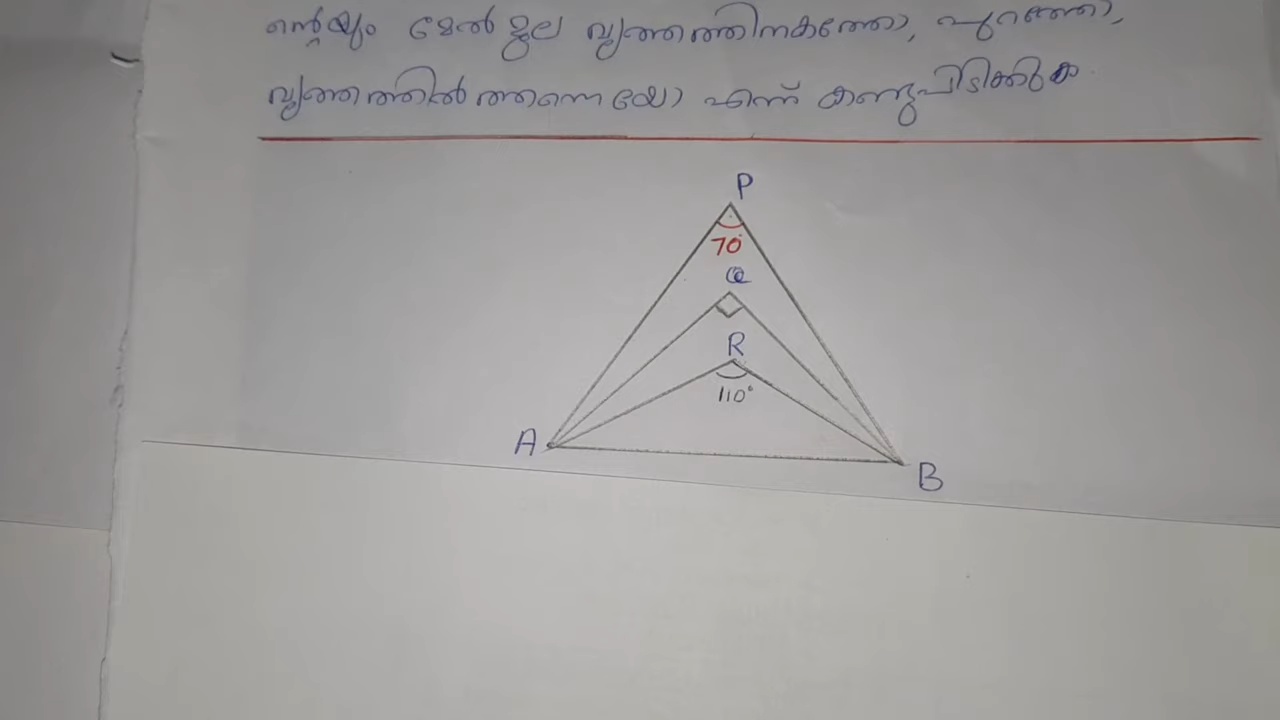 ന്റെയും മേൽ മൂല വൃത്തത്തിനകത്തോ, പുറത്തോ,
വൃത്തത്തിൽ തന്നെയോ എന്ന് കണ്ടുപിടിക്കുക.
P
70°
Q
R
110°
A
B